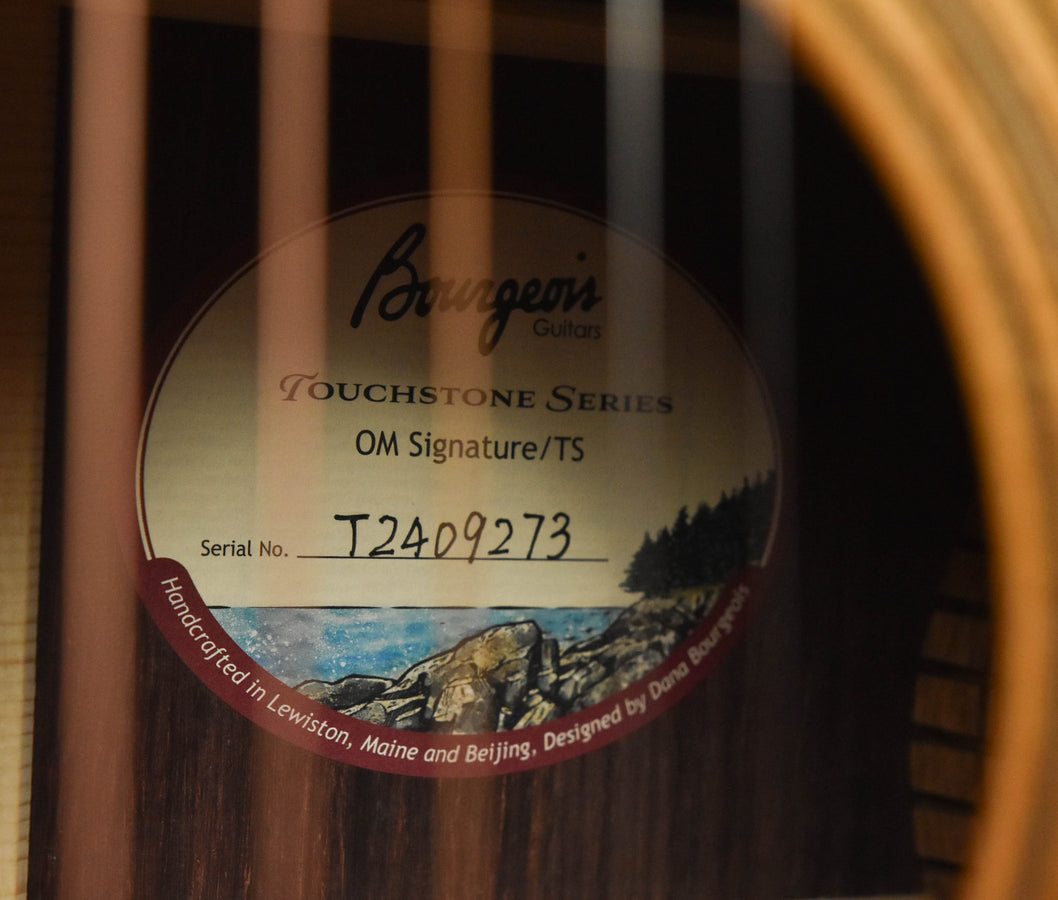 Bourgeois
Guitars
TOUCHSTONE SERIES
OM Signature/TS
Serial No. T2409273
Handcrafted in Lewiston, Maine and Beijing, Designed by Dana Bourgeois